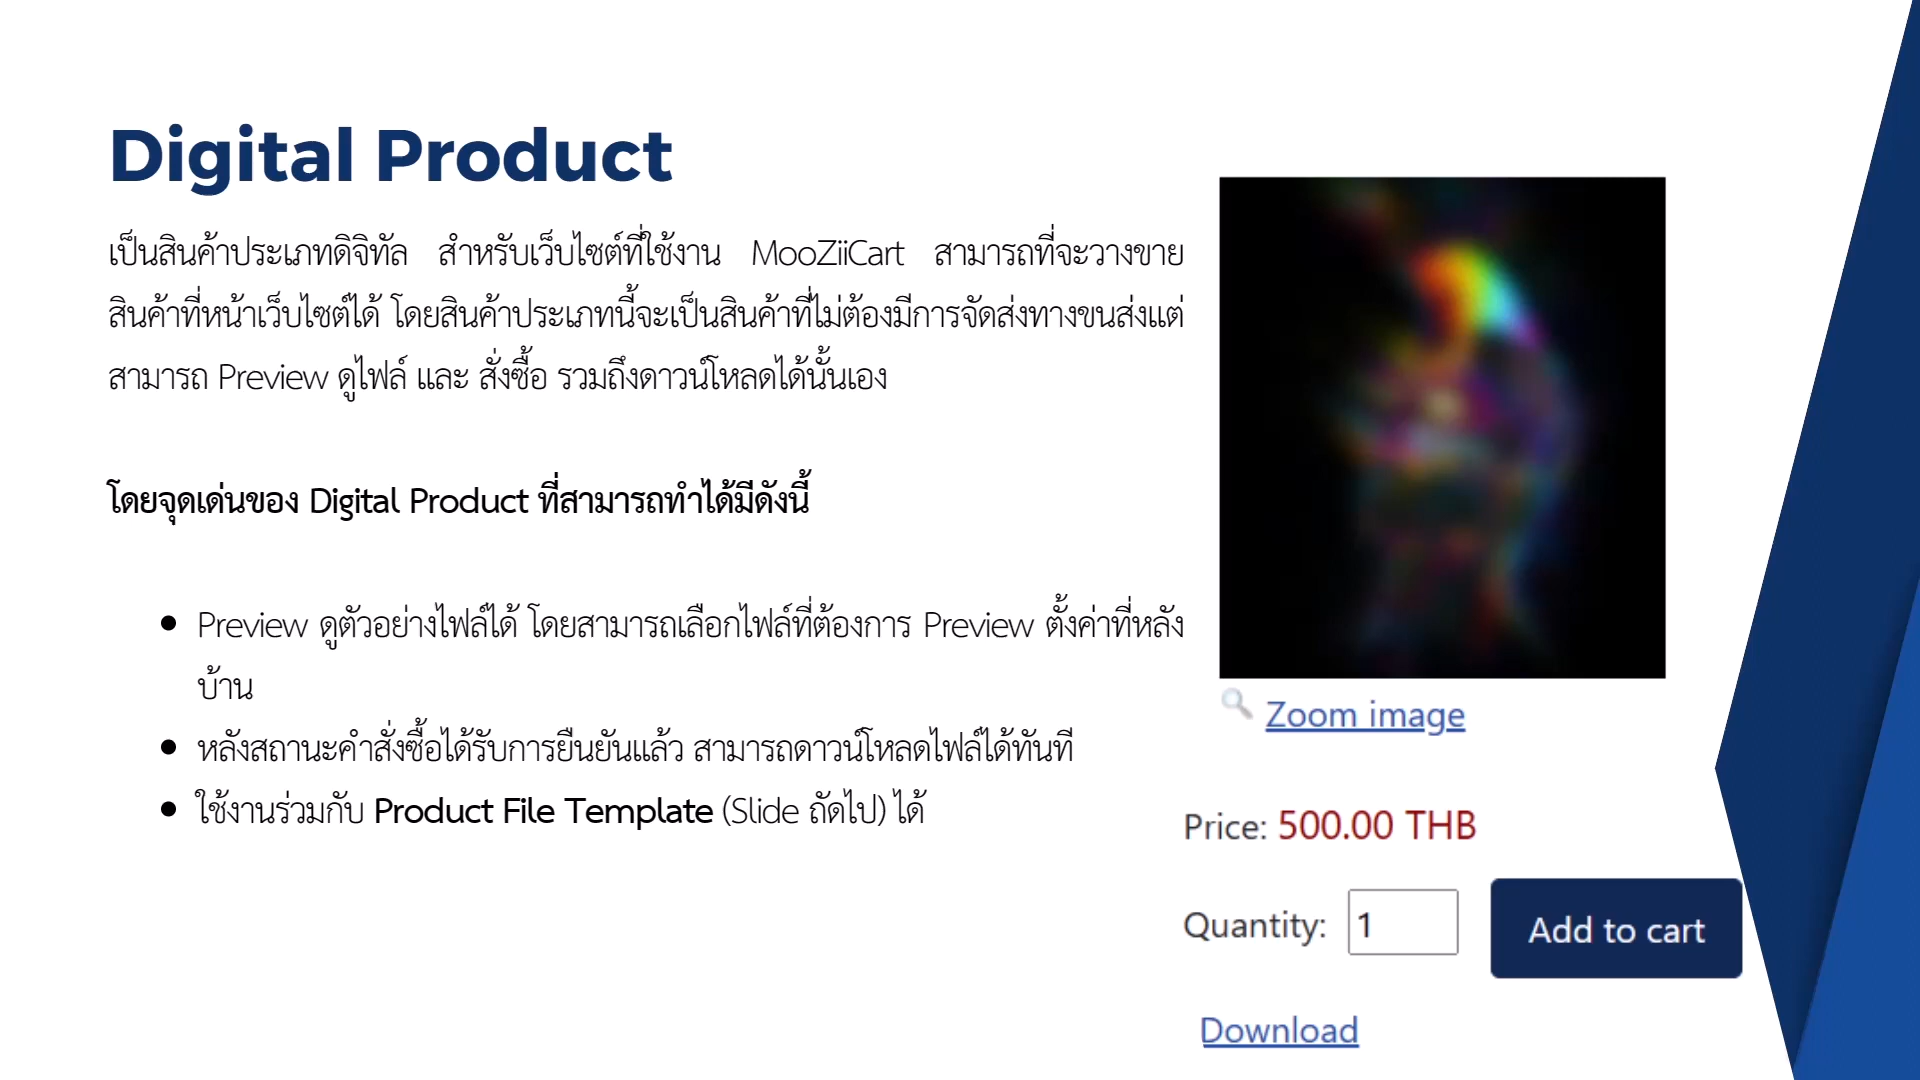 Digital Product
เป็นสินค้าประเภทดิจิทัล สำหรับเว็บไซต์ที่ใช้งาน MooZiiCart สามารถที่จะวางขาย
สินค้าที่หน้าเว็บไซต์ได้ โดยสินค้าประเภทนี้จะเป็นสินค้าที่ไม่ต้องมีการจัดส่งทางขนส่งแต่
สามารถ Preview ดูไฟล์ และ สั่งซื้อ รวมถึงดาวน์โหลดได้นั้นเอง
โดยจุดเด่นของ Digital Product ที่สามารถทำได้มีดังนี้
• Preview ดูตัวอย่างไฟล์ได้ โดยสามารถเลือกไฟล์ที่ต้องการ Preview ตั้งค่าที่หลัง
บ้าน
• หลังสถานะคำสั่งซื้อได้รับการยืนยันแล้ว สามารถดาวน์โหลดไฟล์ได้ทันที
• ใช้งานร่วมกับ Product File Template (Slide ถัดไป) ได้
Zoom image
Price: 500.00 THB
Quantity: 1 Add to cart
Download